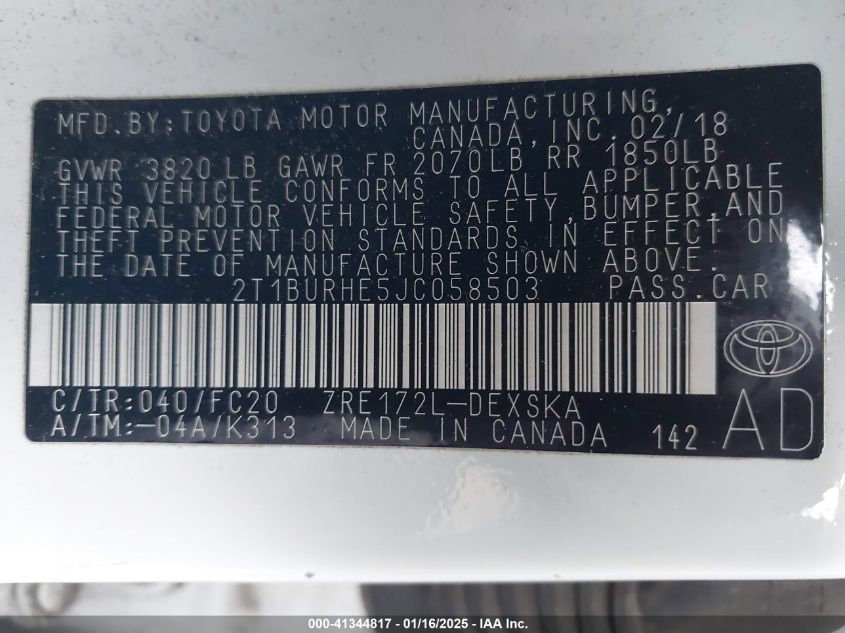 MFD.BY:TOYOTA MOTOR MANUFACTURING,
CANADA,INC.02/18
GVWR 3820 LB GAWR FR 2070LB RR 1850LB
THIS VEHICLE CONFORMS TO ALL APPLICABLE
FEDERAL MOTOR VEHICLE SAFETY,BUMPER,AND
THEFT PREVENTION STANDARDS IN EFFECT ON
THE DATE OF MANUFACTURE SHOWN ABOVE.
2T1BURHE5JC058503 PASS.CAR
C/TR:040/FC20 ZRE172L-DEXSKA
A/TM:-04A/K313 MADE IN CANADA 142 AD
000-41344817 - 01/16/2025 - IAA Inc.